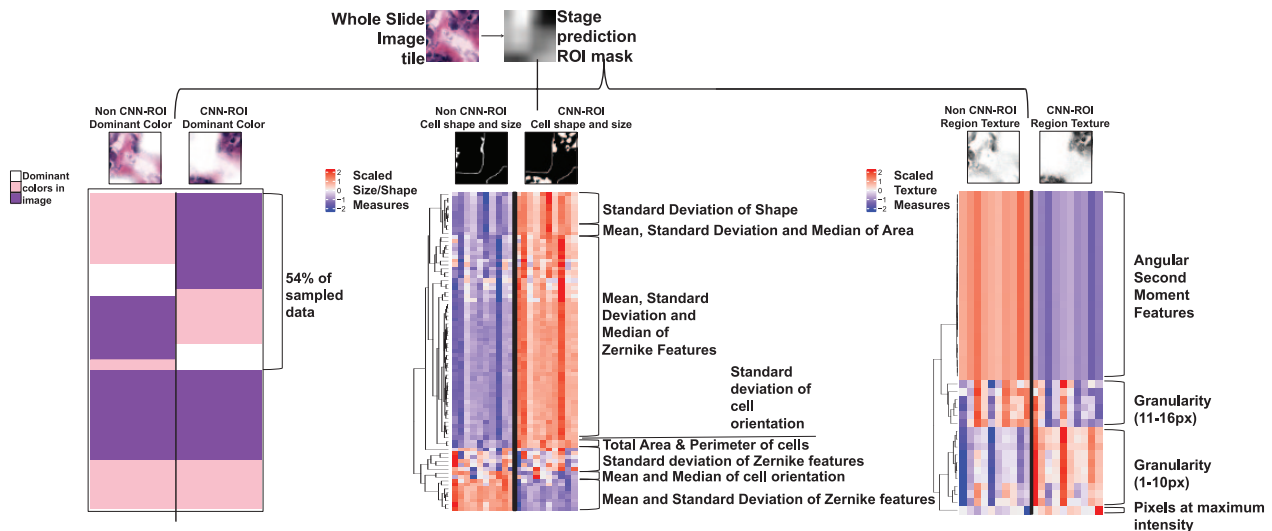 Whole Slide
Image
tile
Stage
prediction
ROI mask
Non CNN-ROI
Dominant Color
CNN-ROI
Dominant Color
Dominant
colors in
image
54% of
sampled
data
Non CNN-ROI
Cell shape and size
CNN-ROI
Cell shape and size
2
1
0
−1
−2
Scaled
Size/Shape
Measures
Standard Deviation of Shape
Mean, Standard Deviation and Median of Area
Mean, Standard
Deviation and
Median of
Zernike Features
Standard
deviation of
cell
orientation
Total Area & Perimeter of cells
Standard deviation of Zernike features
Mean and Median of cell orientation
Mean and Standard Deviation of Zernike features
Non CNN-ROI
Region Texture
CNN-ROI
Region Texture
2
1
0
−1
−2
Scaled
Texture
Measures
Angular
Second
Moment
Features
Granularity
(11-16px)
Granularity
(1-10px)
Pixels at maximum
intensity